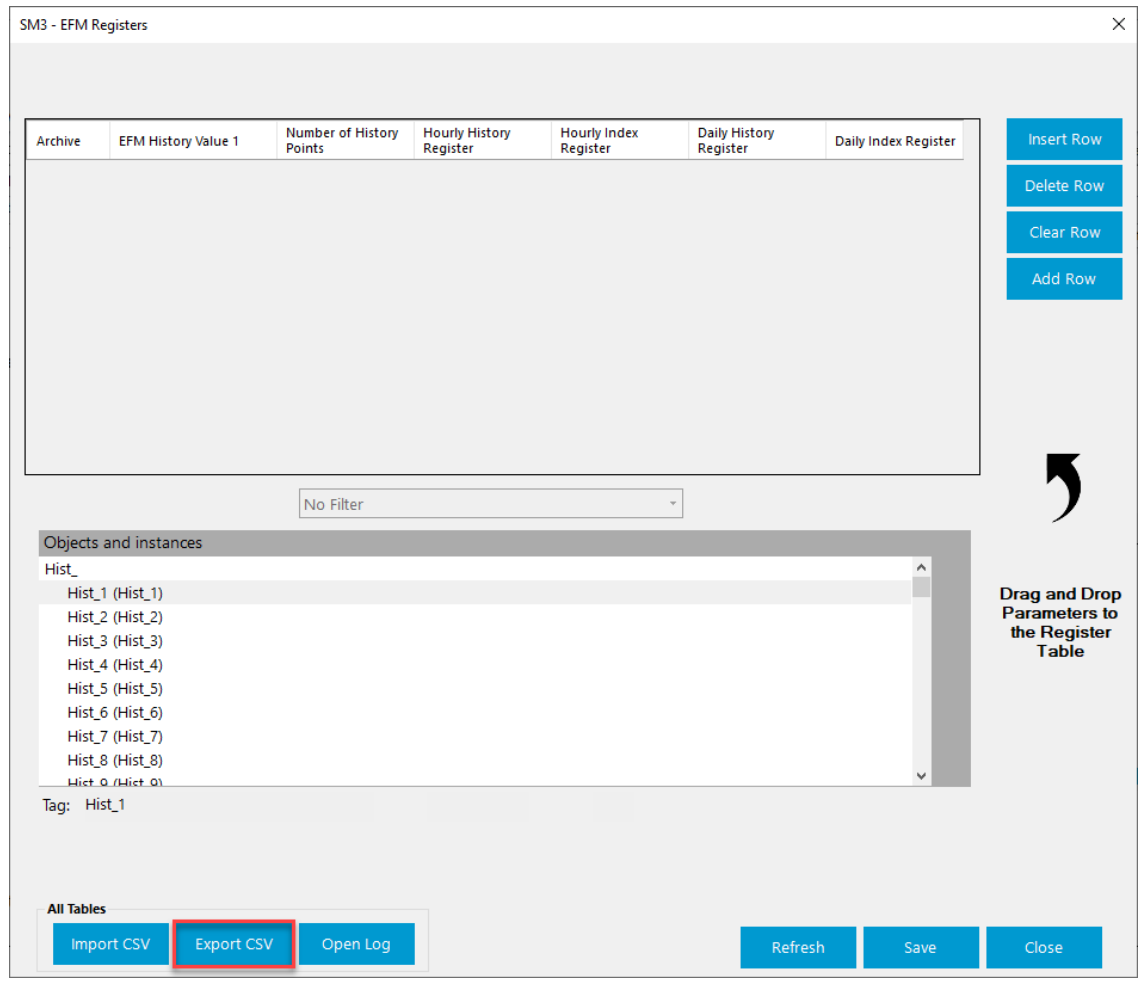 SM3 - EFM Registers
Archive
EFM History Value 1
Number of History
Points
Hourly History
Register
Hourly Index
Register
Daily History
Register
Daily Index Register
Insert Row
Delete Row
Clear Row
Add Row
No Filter
Objects and instances
Hist_
Hist_1 (Hist_1)
Hist_2 (Hist_2)
Hist_3 (Hist_3)
Hist_4 (Hist_4)
Hist_5 (Hist_5)
Hist_6 (Hist_6)
Hist_7 (Hist_7)
Hist_8 (Hist_8)
Hist_9 (Hist_9)
Drag and Drop
Parameters to
the Register
Table
Tag: Hist_1
All Tables
Import CSV
Export CSV
Open Log
Refresh
Save
Close